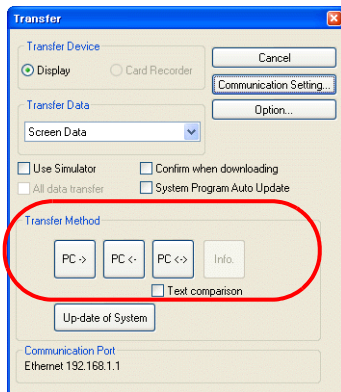 Transfer
Transfer Device
Display
Card Recorder
Cancel
Communication Setting...
Option...
Transfer Data
Screen Data
Use Simulator
Confirm when downloading
All data transfer
System Program Auto Update
Transfer Method
PC ->
PC <-
PC <->
Info.
Text comparison
Up-date of System
Communication Port
Ethernet 192.168.1.1